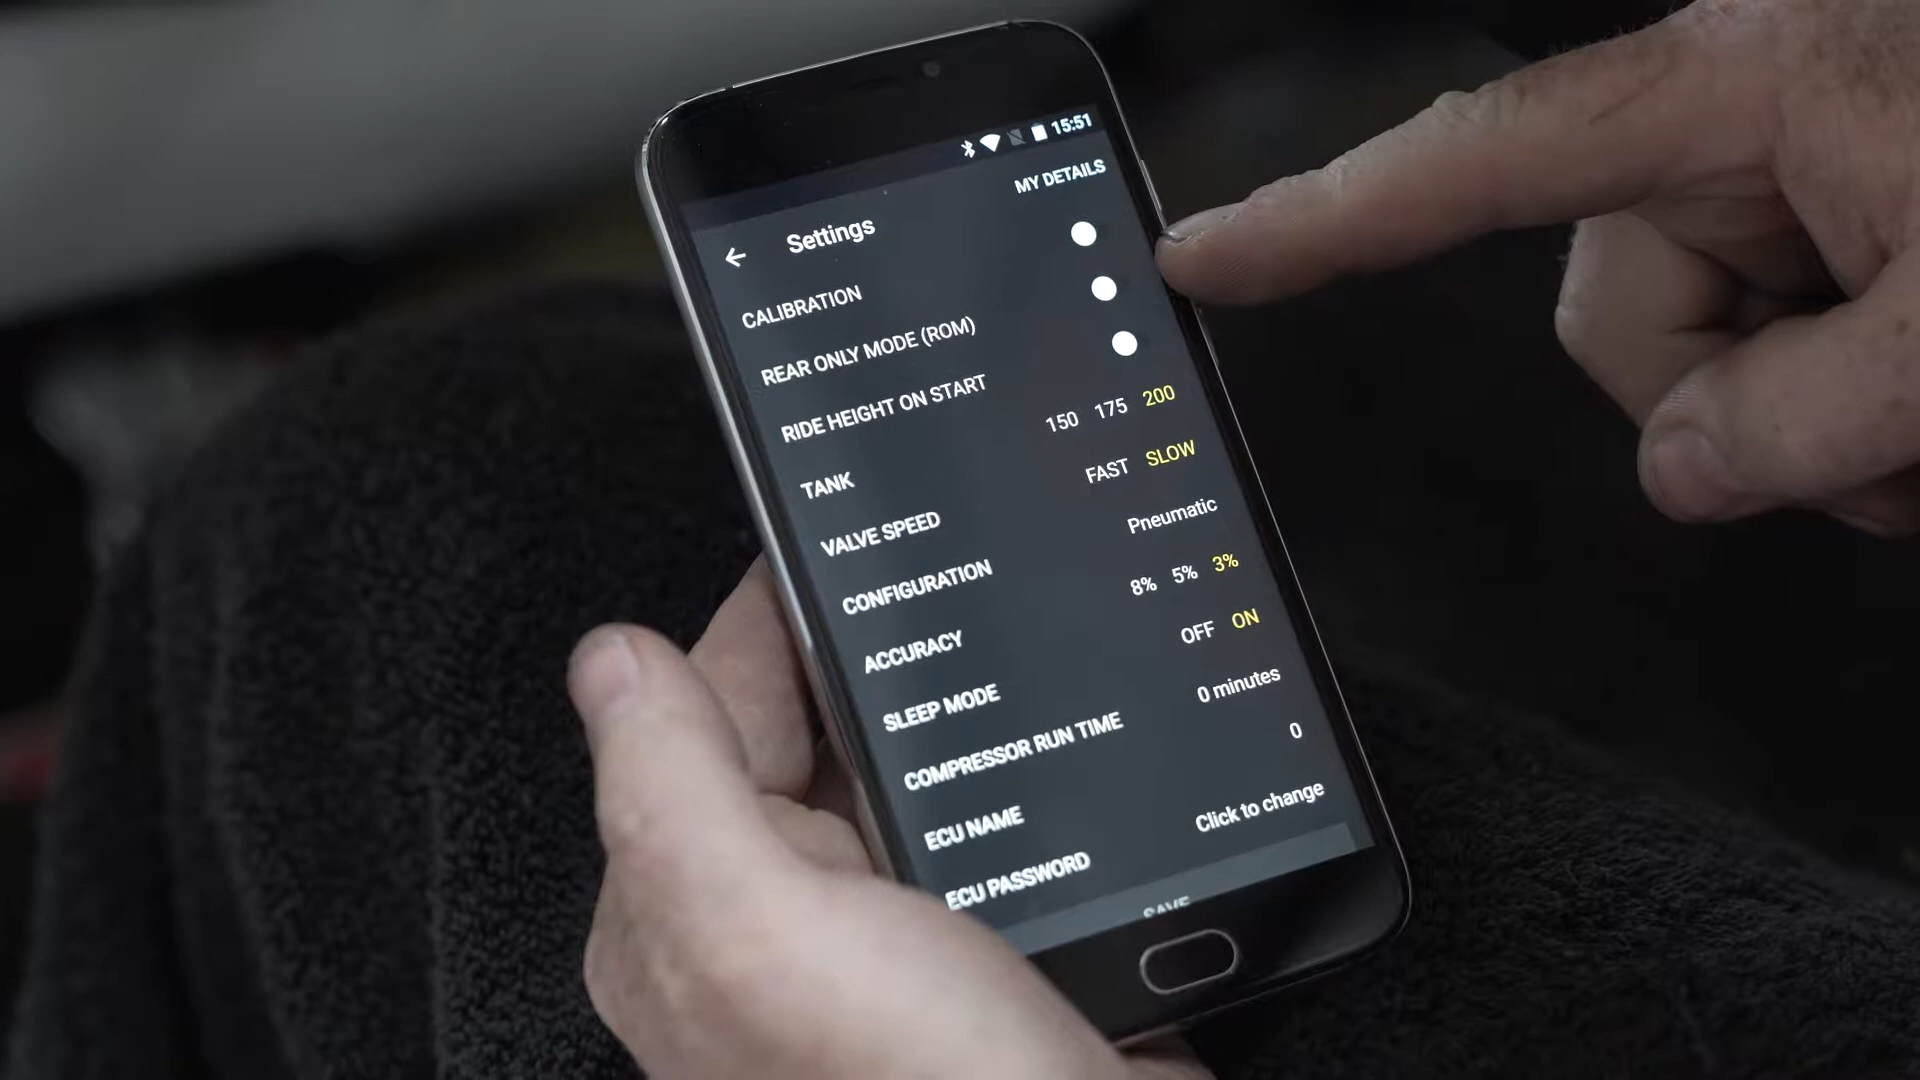 15:51
MY DETAILS
Settings
CALIBRATION
REAR ONLY MODE (ROM)
RIDE HEIGHT ON START
TANK 150 175 200
VALVE SPEED FAST SLOW
CONFIGURATION Pneumatic
ACCURACY 8% 5% 3%
SLEEP MODE OFF ON
COMPRESSOR RUN TIME 0 minutes
ECU NAME 0
ECU PASSWORD Click to change
SAVE